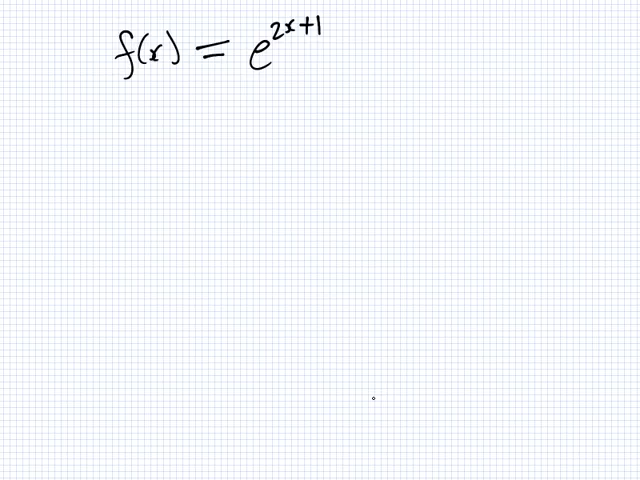 f(x) = e^{2x+1}